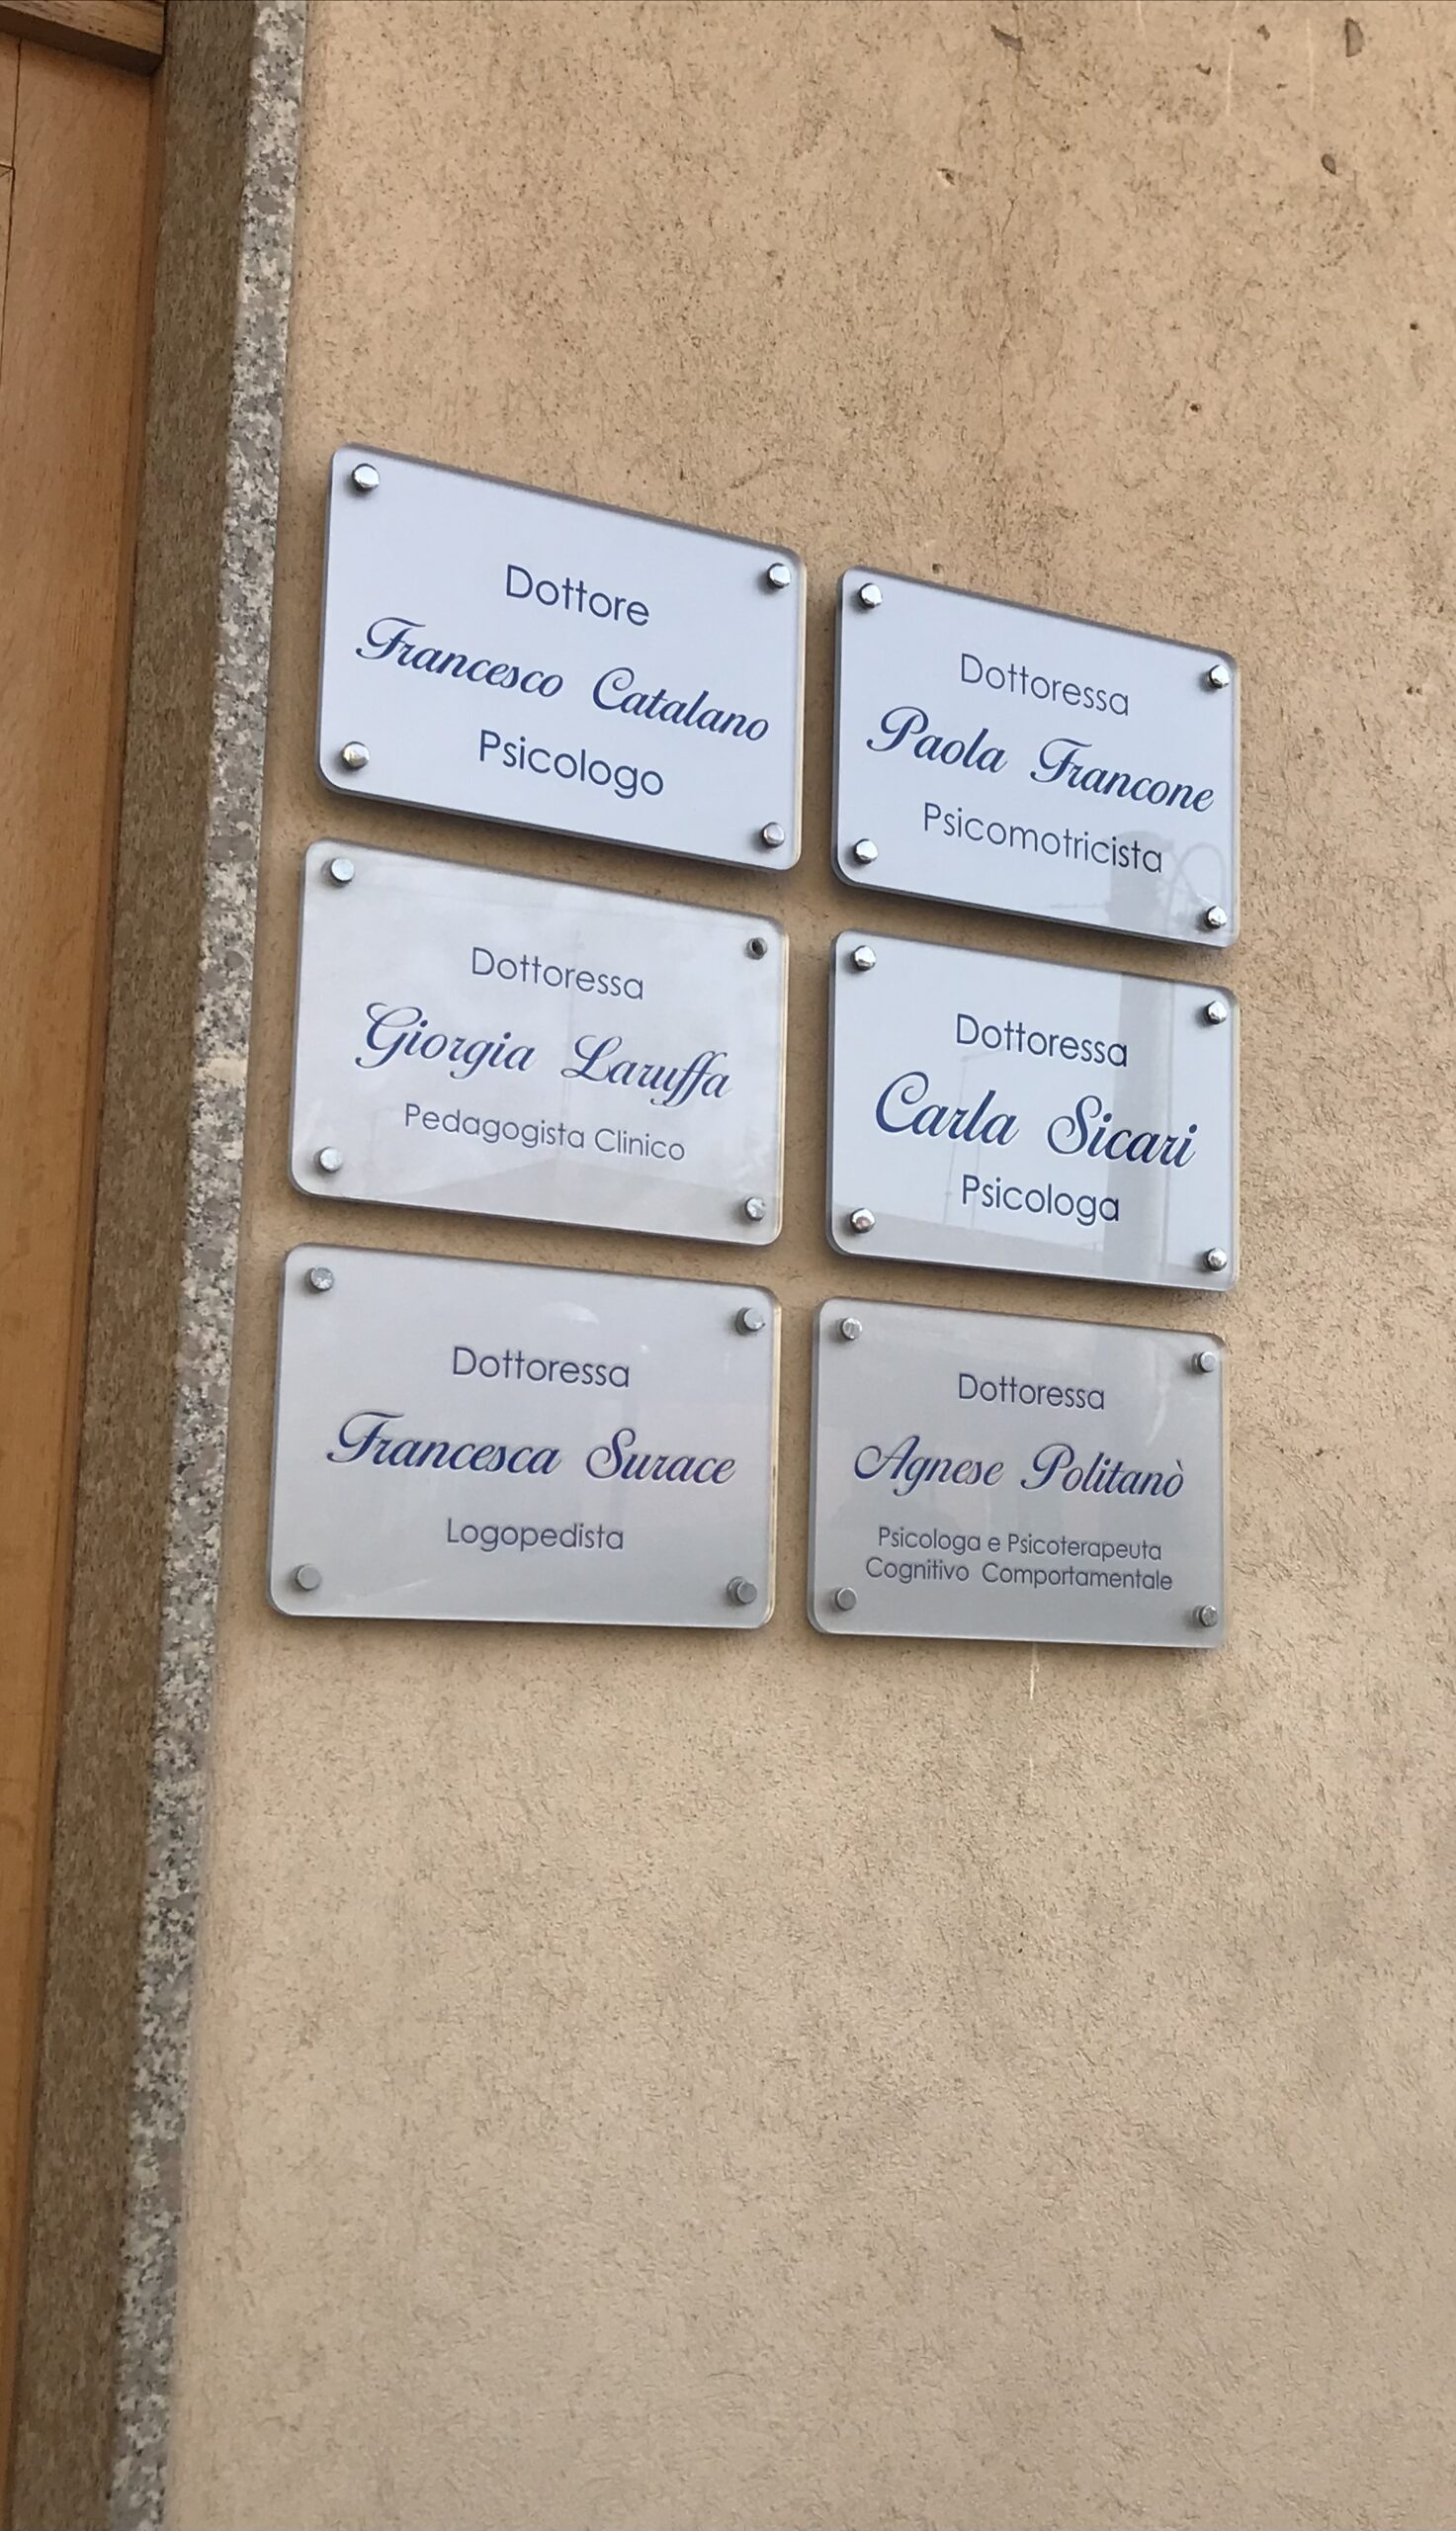 Dottore
Francesco Catalano
Psicologo
Dottoressa
Paola Francone
Psicomotricista
Dottoressa
Giorgia Laruffa
Pedagogista Clinico
Dottoressa
Carla Sicari
Psicologa
Dottoressa
Francesca Surace
Logopedista
Dottoressa
Agnese Politanò
Psicologa e Psicoterapeuta
Cognitivo Comportamentale